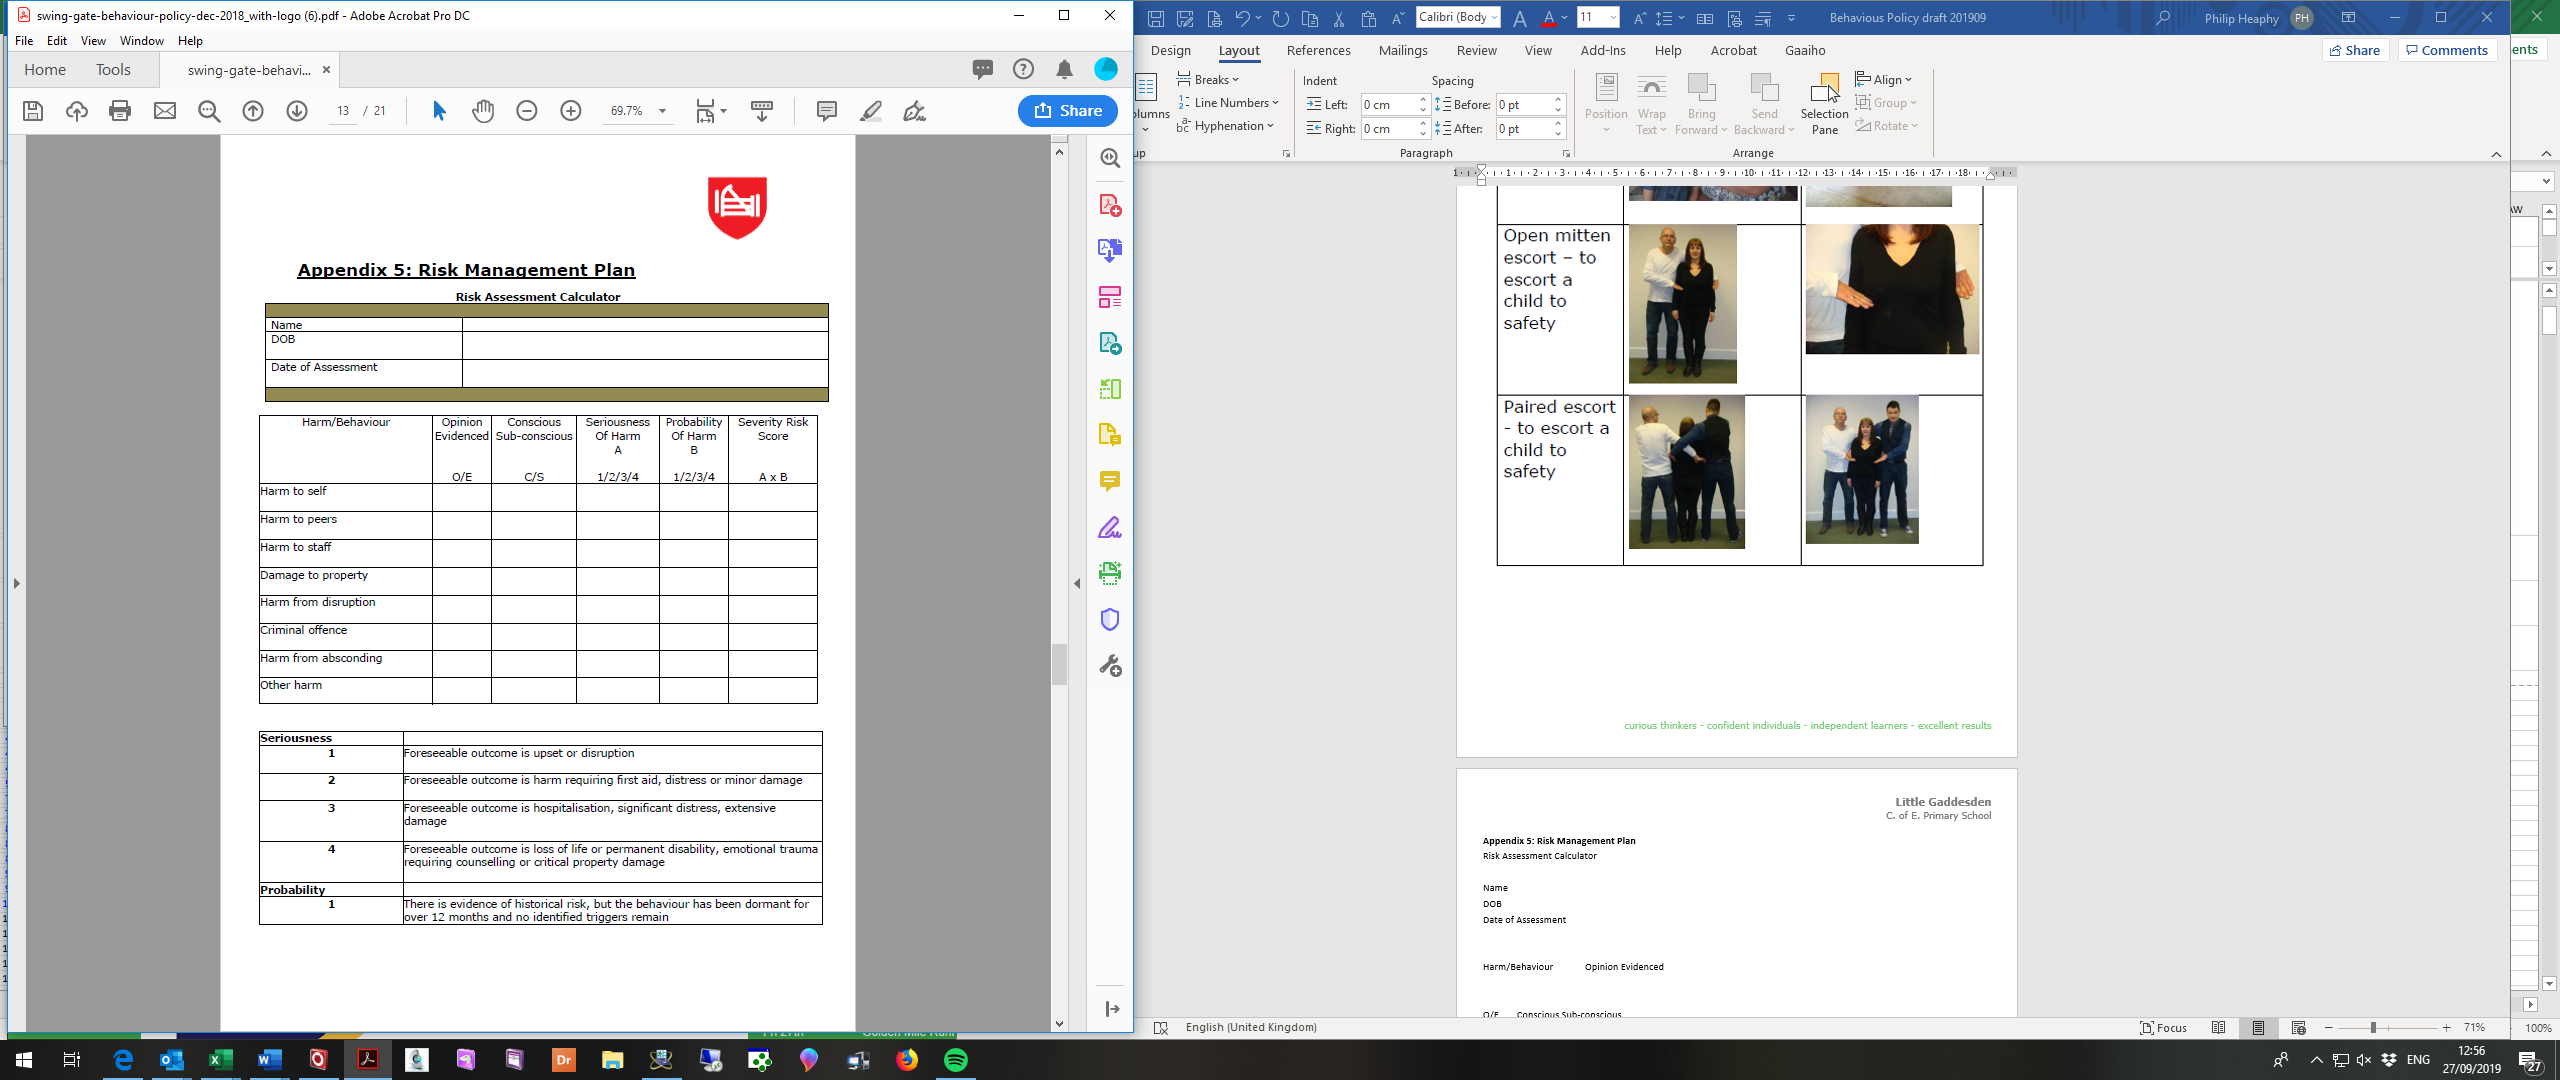 swing-gate-behaviour-policy-dec-2018_with-logo (6).pdf - Adobe Acrobat Pro DC
File Edit View Window Help
Home Tools swing-gate-behavi... ×
13 / 21 69.7% Share
Appendix 5: Risk Management Plan
Risk Assessment Calculator
Name
DOB
Date of Assessment
Harm/Behaviour Opinion Evidenced O/E Conscious Sub-conscious C/S Seriousness Of Harm A 1/2/3/4 Probability Of Harm B 1/2/3/4 Severity Risk Score A x B
Harm to self
Harm to peers
Harm to staff
Damage to property
Harm from disruption
Criminal offence
Harm from absconding
Other harm
Seriousness
1 Foreseeable outcome is upset or disruption
2 Foreseeable outcome is harm requiring first aid, distress or minor damage
3 Foreseeable outcome is hospitalisation, significant distress, extensive
damage
4 Foreseeable outcome is loss of life or permanent disability, emotional trauma
requiring counselling or critical property damage
Probability
1 There is evidence of historical risk, but the behaviour has been dormant for
over 12 months and no identified triggers remain
Calibri (Body 11 Behavious Policy draft 201909 Philip Heaphy PH
Design Layout References Mailings Review View Add-Ins Help Acrobat Gaaiho Share Comments
Breaks
Line Numbers
Hyphenation
Indent Spacing
Left: 0 cm Before: 0 pt
Right: 0 cm After: 0 pt
Paragraph
Position
Wrap Text
Bring Forward
Send Backward
Selection Pane
Align
Group
Rotate
Arrange
Open mitten
escort – to
escort a
child to
safety
Paired escort
- to escort a
child to
safety
curious thinkers - confident individuals - independent learners - excellent results
Little Gaddesden
C. of E. Primary School
Appendix 5: Risk Management Plan
Risk Assessment Calculator
Name
DOB
Date of Assessment
Harm/Behaviour Opinion Evidenced
O/E Conscious Sub-conscious
English (United Kingdom) Focus 71% 100%
ENG 12:56
27/09/2019
27